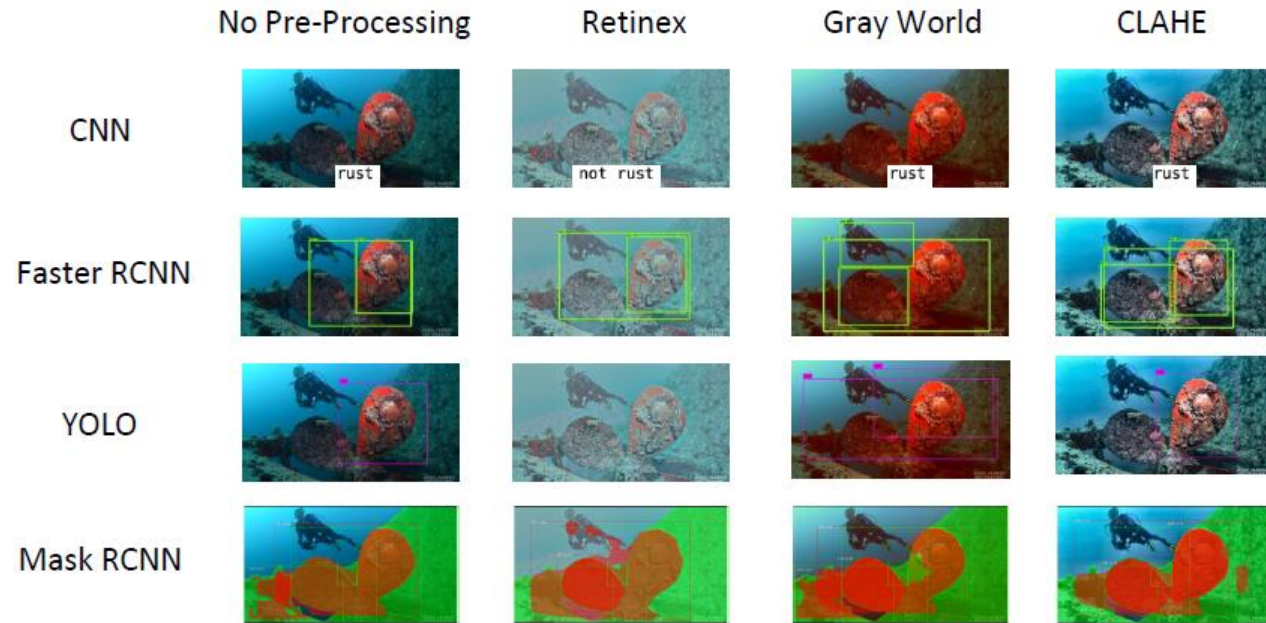 No Pre-Processing Retinex Gray World CLAHE
CNN
rust not rust rust rust
Faster RCNN
YOLO
Mask RCNN